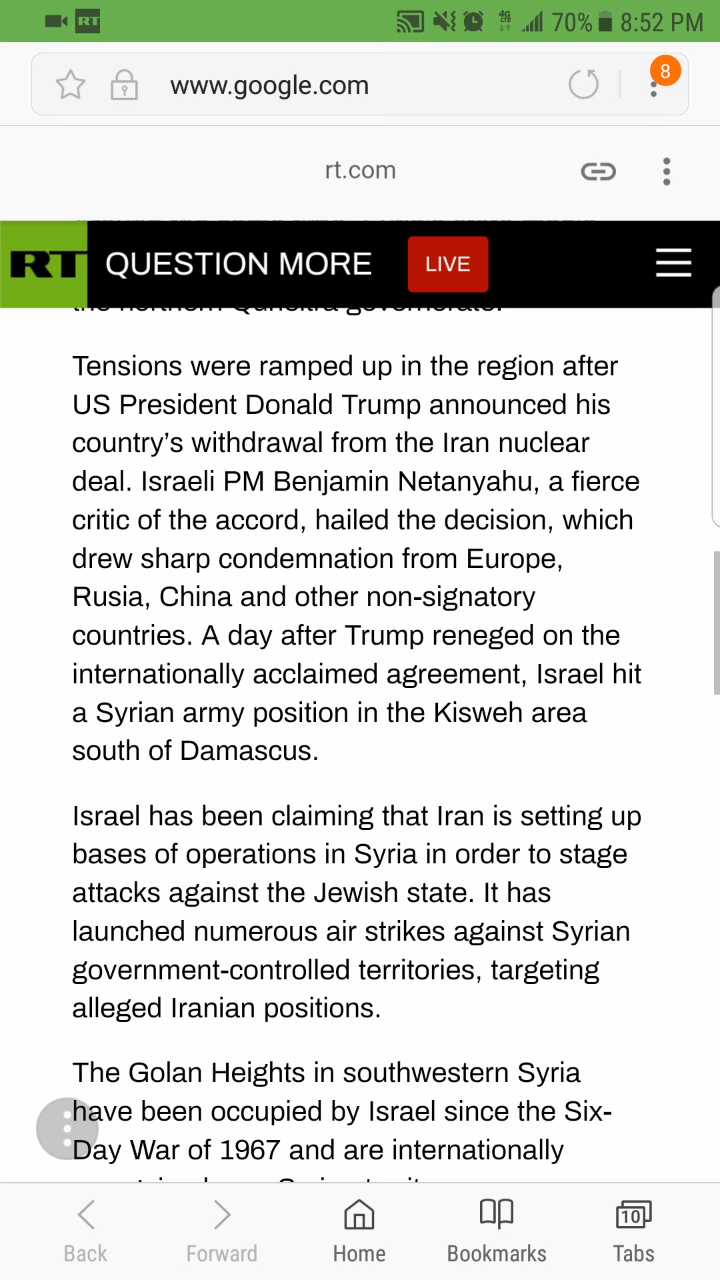 RT
4G
70%
8:52 PM
www.google.com
8
rt.com
RT QUESTION MORE LIVE
the northern Quneitra governorate.
Tensions were ramped up in the region after
US President Donald Trump announced his
country's withdrawal from the Iran nuclear
deal. Israeli PM Benjamin Netanyahu, a fierce
critic of the accord, hailed the decision, which
drew sharp condemnation from Europe,
Rusia, China and other non-signatory
countries. A day after Trump reneged on the
internationally acclaimed agreement, Israel hit
a Syrian army position in the Kisweh area
south of Damascus.
Israel has been claiming that Iran is setting up
bases of operations in Syria in order to stage
attacks against the Jewish state. It has
launched numerous air strikes against Syrian
government-controlled territories, targeting
alleged Iranian positions.
The Golan Heights in southwestern Syria
have been occupied by Israel since the Six-
Day War of 1967 and are internationally
Back
Forward
Home
Bookmarks
10
Tabs